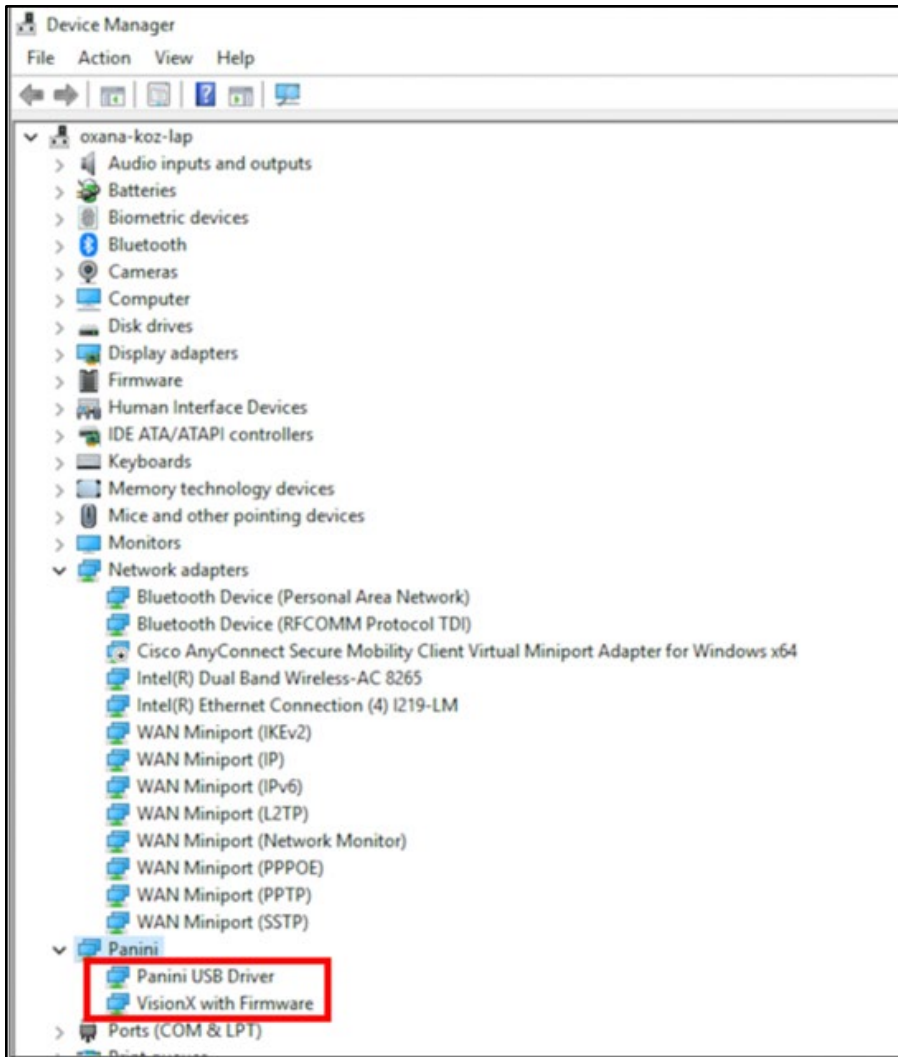 Device Manager
File Action View Help
oxana-koz-lap
Audio inputs and outputs
Batteries
Biometric devices
Bluetooth
Cameras
Computer
Disk drives
Display adapters
Firmware
Human Interface Devices
IDE ATA/ATAPI controllers
Keyboards
Memory technology devices
Mice and other pointing devices
Monitors
Network adapters
Bluetooth Device (Personal Area Network)
Bluetooth Device (RFCOMM Protocol TDI)
Cisco AnyConnect Secure Mobility Client Virtual Miniport Adapter for Windows x64
Intel(R) Dual Band Wireless-AC 8265
Intel(R) Ethernet Connection (4) I219-LM
WAN Miniport (IKEv2)
WAN Miniport (IP)
WAN Miniport (IPv6)
WAN Miniport (L2TP)
WAN Miniport (Network Monitor)
WAN Miniport (PPPOE)
WAN Miniport (PPTP)
WAN Miniport (SSTP)
Panini
Panini USB Driver
VisionX with Firmware
Ports (COM & LPT)